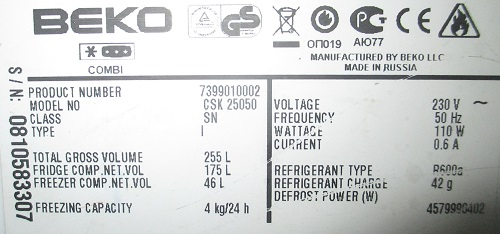 BEKO
COMBI
ОП019 АЮ77
MANUFACTURED BY BEKO LLC
MADE IN RUSSIA
S / N: 0810583307
PRODUCT NUMBER 7399010002
MODEL NO CSK 25050
CLASS SN
TYPE I
TOTAL GROSS VOLUME 255 L
FRIDGE COMP.NET.VOL 175 L
FREEZER COMP.NET.VOL 46 L
FREEZING CAPACITY 4 kg/24 h
VOLTAGE 230 V ~
FREQUENCY 50 Hz
WATTAGE 110 W
CURRENT 0.6 A
REFRIGERANT TYPE R600a
REFRIGERANT CHARGE 42 g
DEFROST POWER (W)